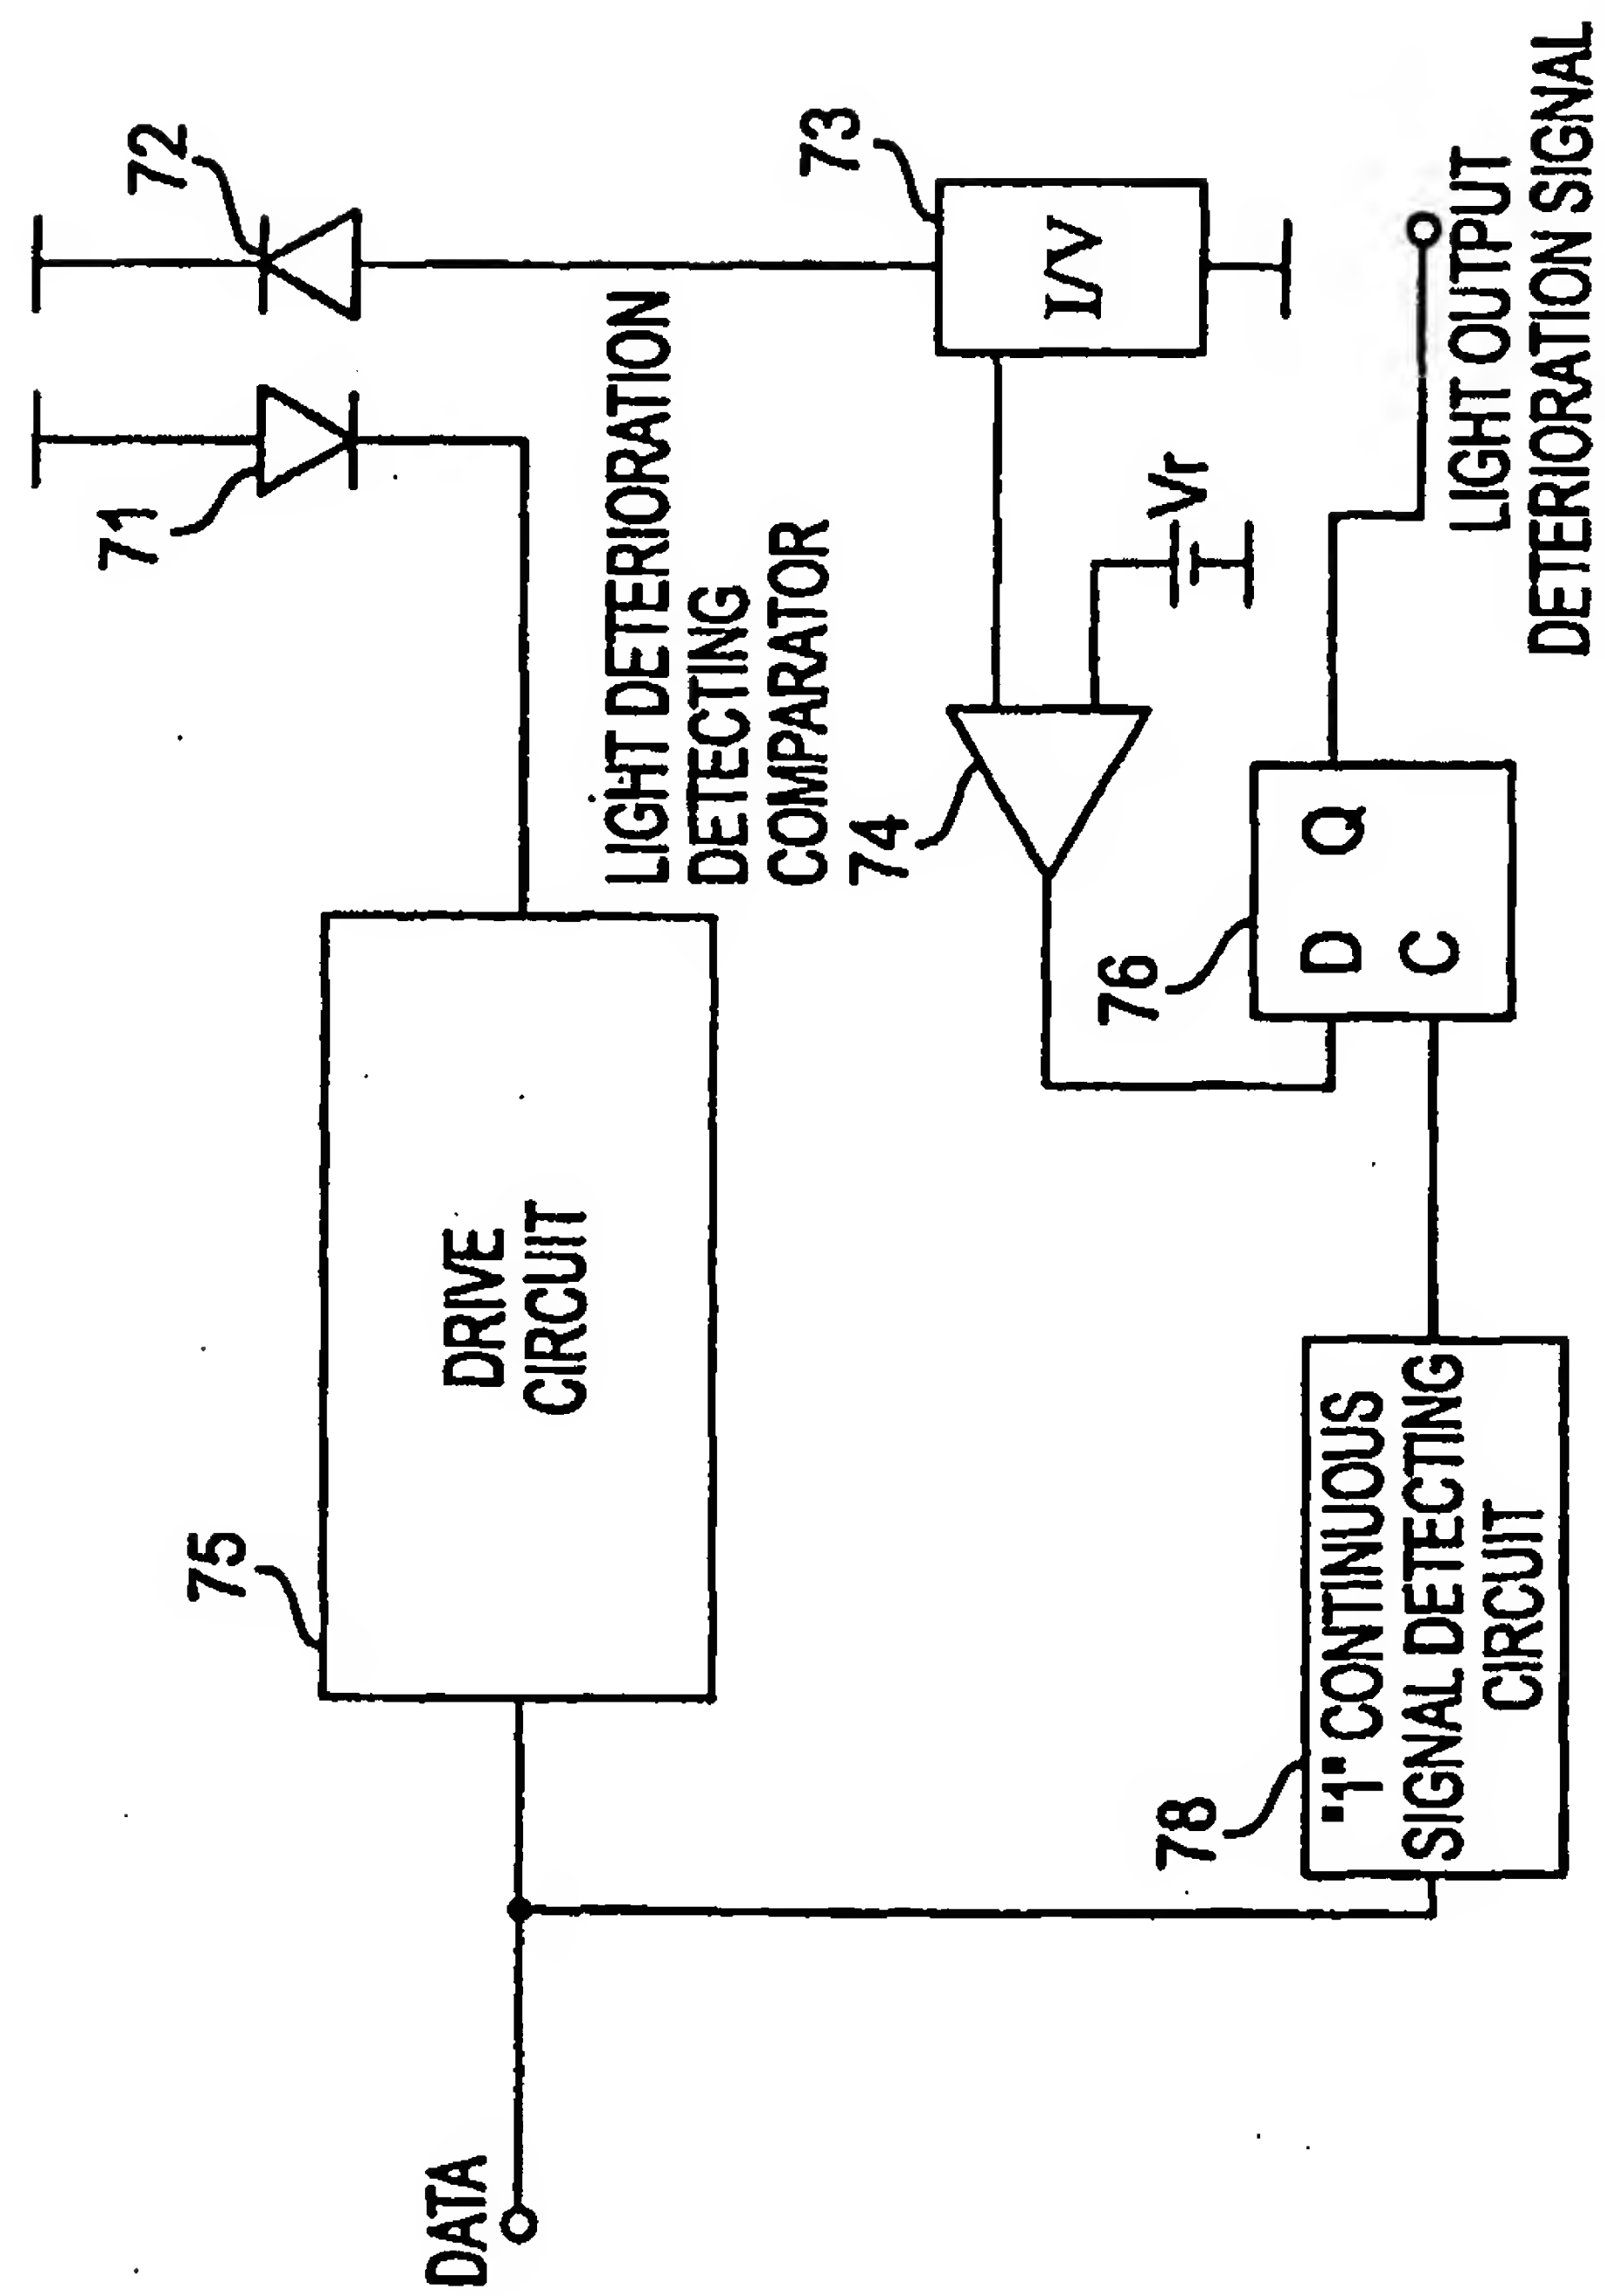 71
72
75
DRIVE
CIRCUIT
DATA
LIGHT DETERIORATION
DETECTING
COMPARATOR
73
I/V
74
Vr
76
D Q
C
78
"1" CONTINUOUS
SIGNAL DETECTING
CIRCUIT
LIGHT OUTPUT
DETERIORATION SIGNAL